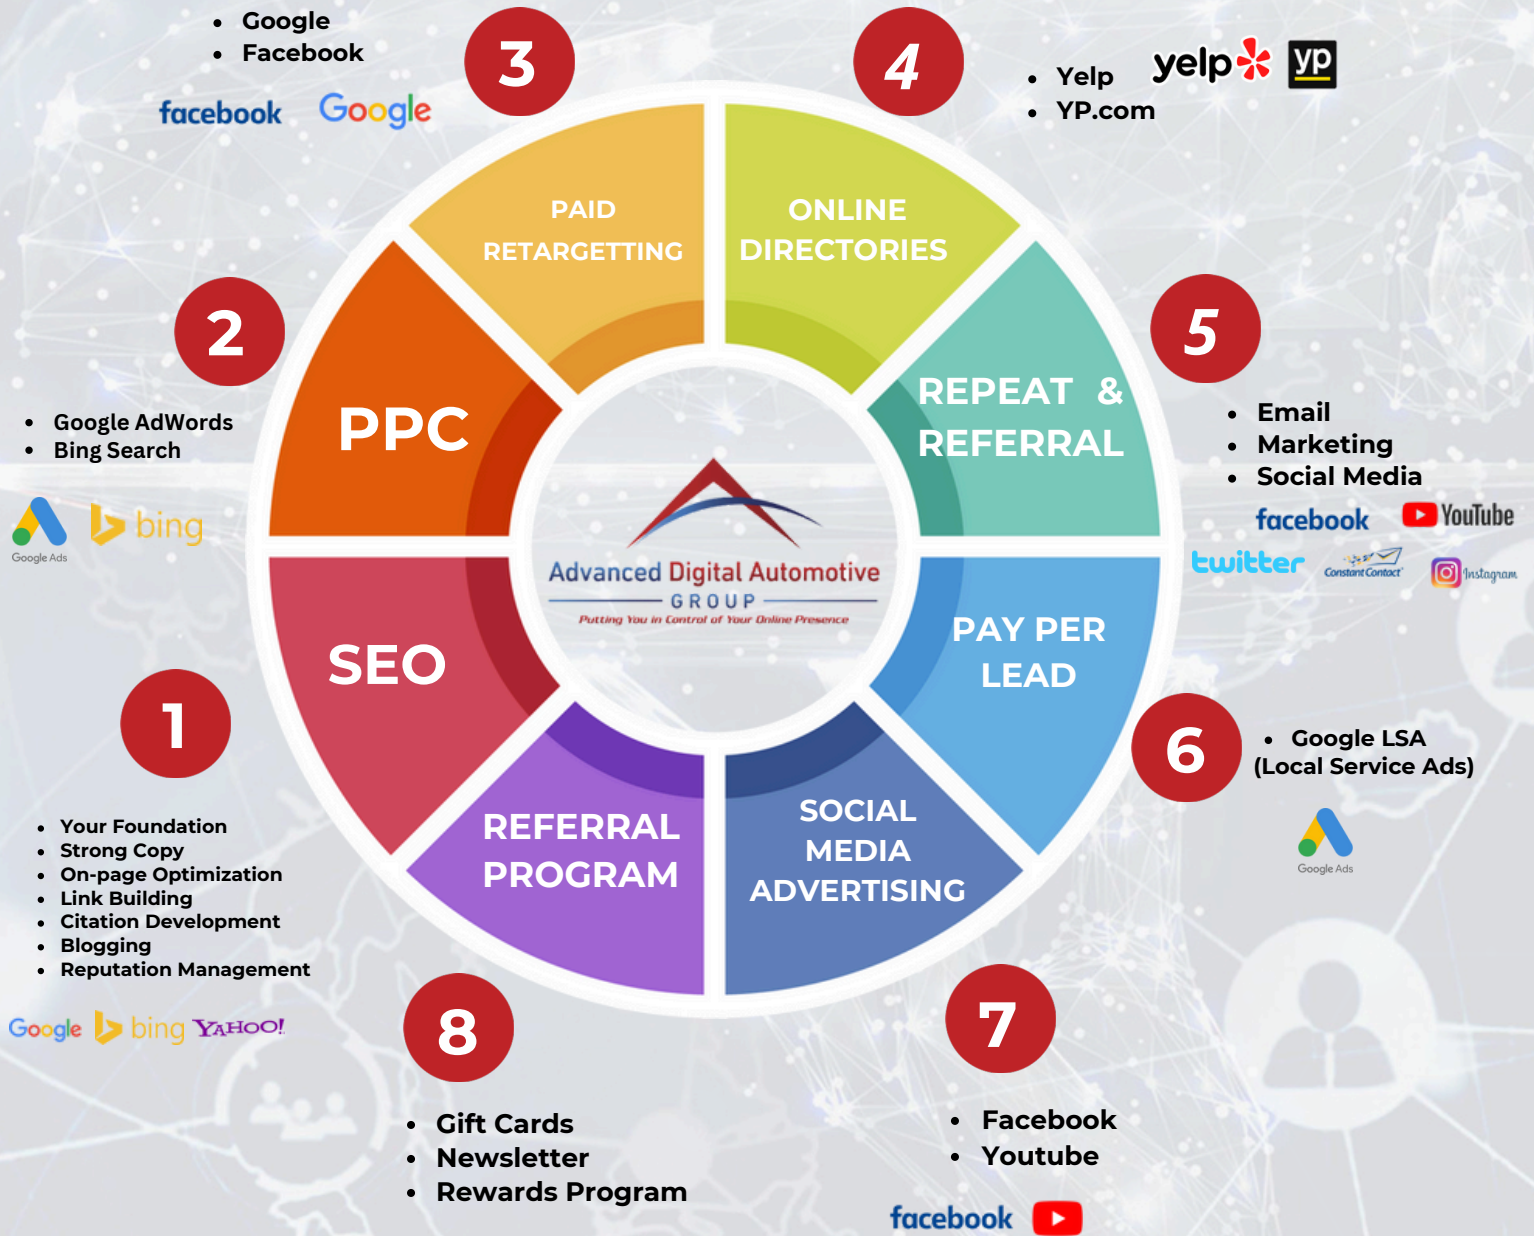 Google
Facebook
facebook Google
3
PAID
RETARGETTING
4
Yelp
YP.com
yelp yp
ONLINE
DIRECTORIES
2
PPC
Google AdWords
Bing Search
Google Ads
bing
5
REPEAT &
REFERRAL
Email
Marketing
Social Media
facebook YouTube
twitter Constant Contact Instagram
Advanced Digital Automotive
GROUP
Putting You in Control of Your Online Presence
1
SEO
Your Foundation
Strong Copy
On-page Optimization
Link Building
Citation Development
Blogging
Reputation Management
Google bing YAHOO!
PAY PER
LEAD
6
Google LSA
(Local Service Ads)
Google Ads
REFERRAL
PROGRAM
8
Gift Cards
Newsletter
Rewards Program
SOCIAL
MEDIA
ADVERTISING
7
Facebook
Youtube
facebook